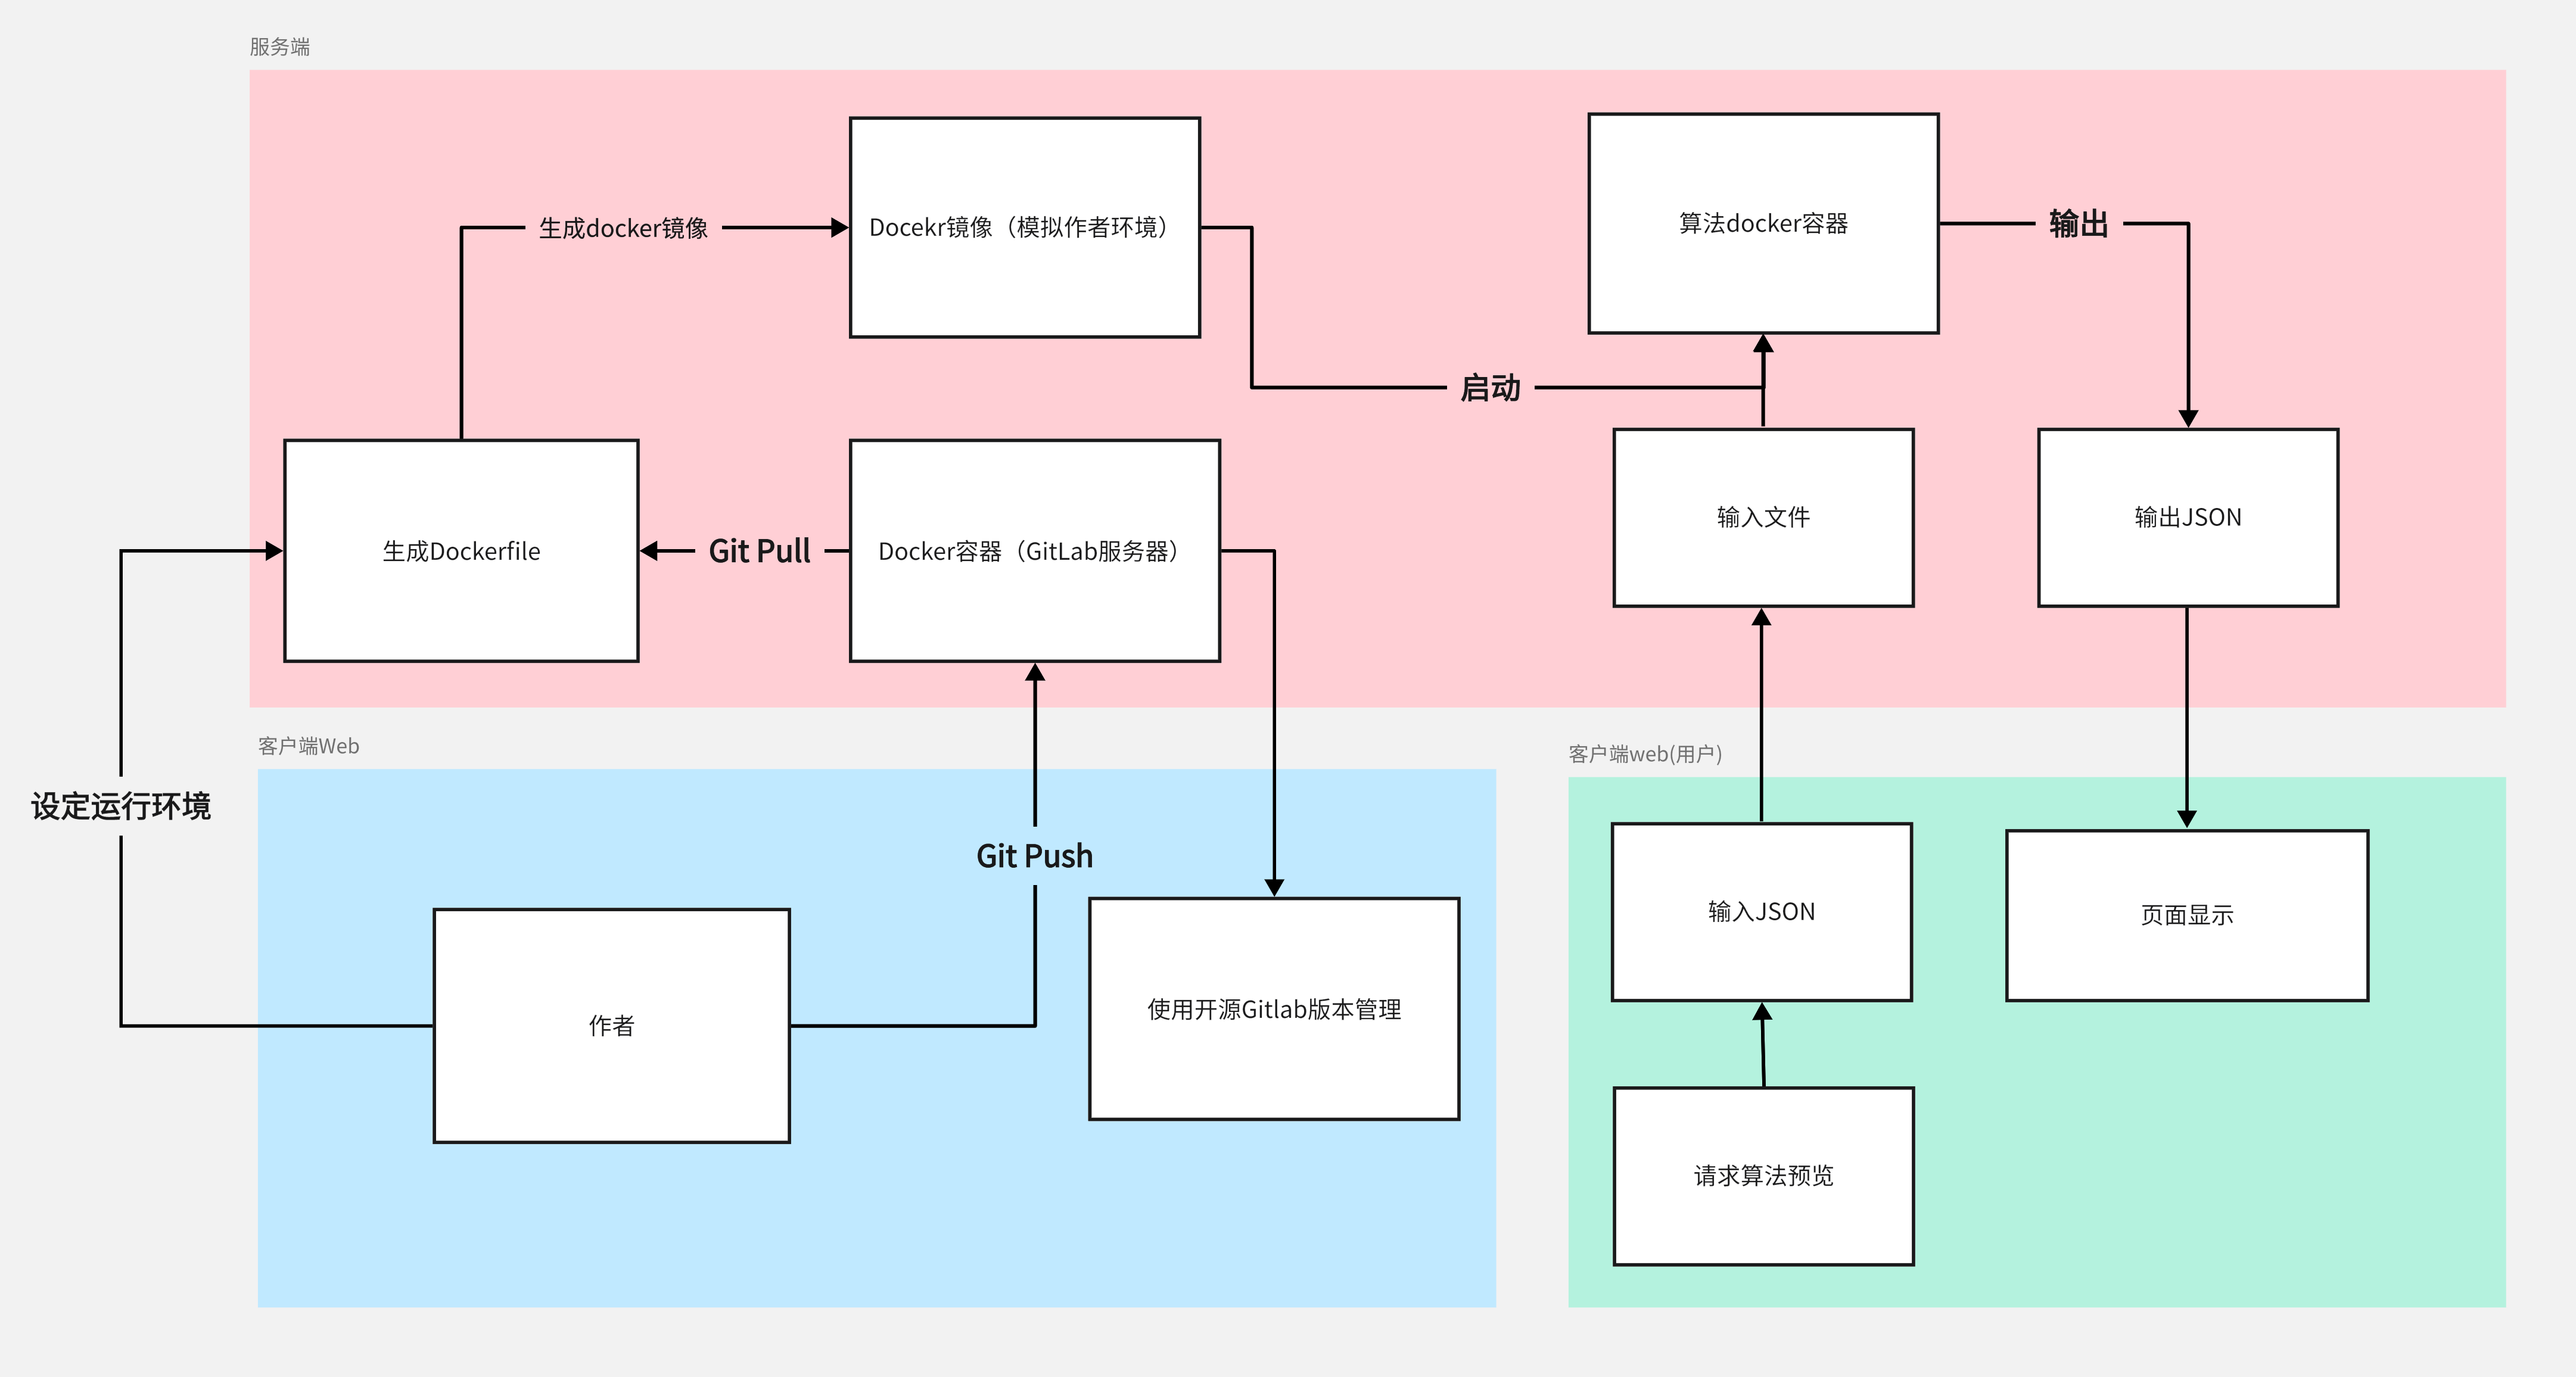 服务端
生成docker镜像
Docekr镜像（模拟作者环境）
算法docker容器
输出
启动
生成Dockerfile
Git Pull
Docker容器（GitLab服务器）
输入文件
输出JSON
客户端Web
客户端web(用户)
设定运行环境
Git Push
作者
使用开源Gitlab版本管理
输入JSON
页面显示
请求算法预览